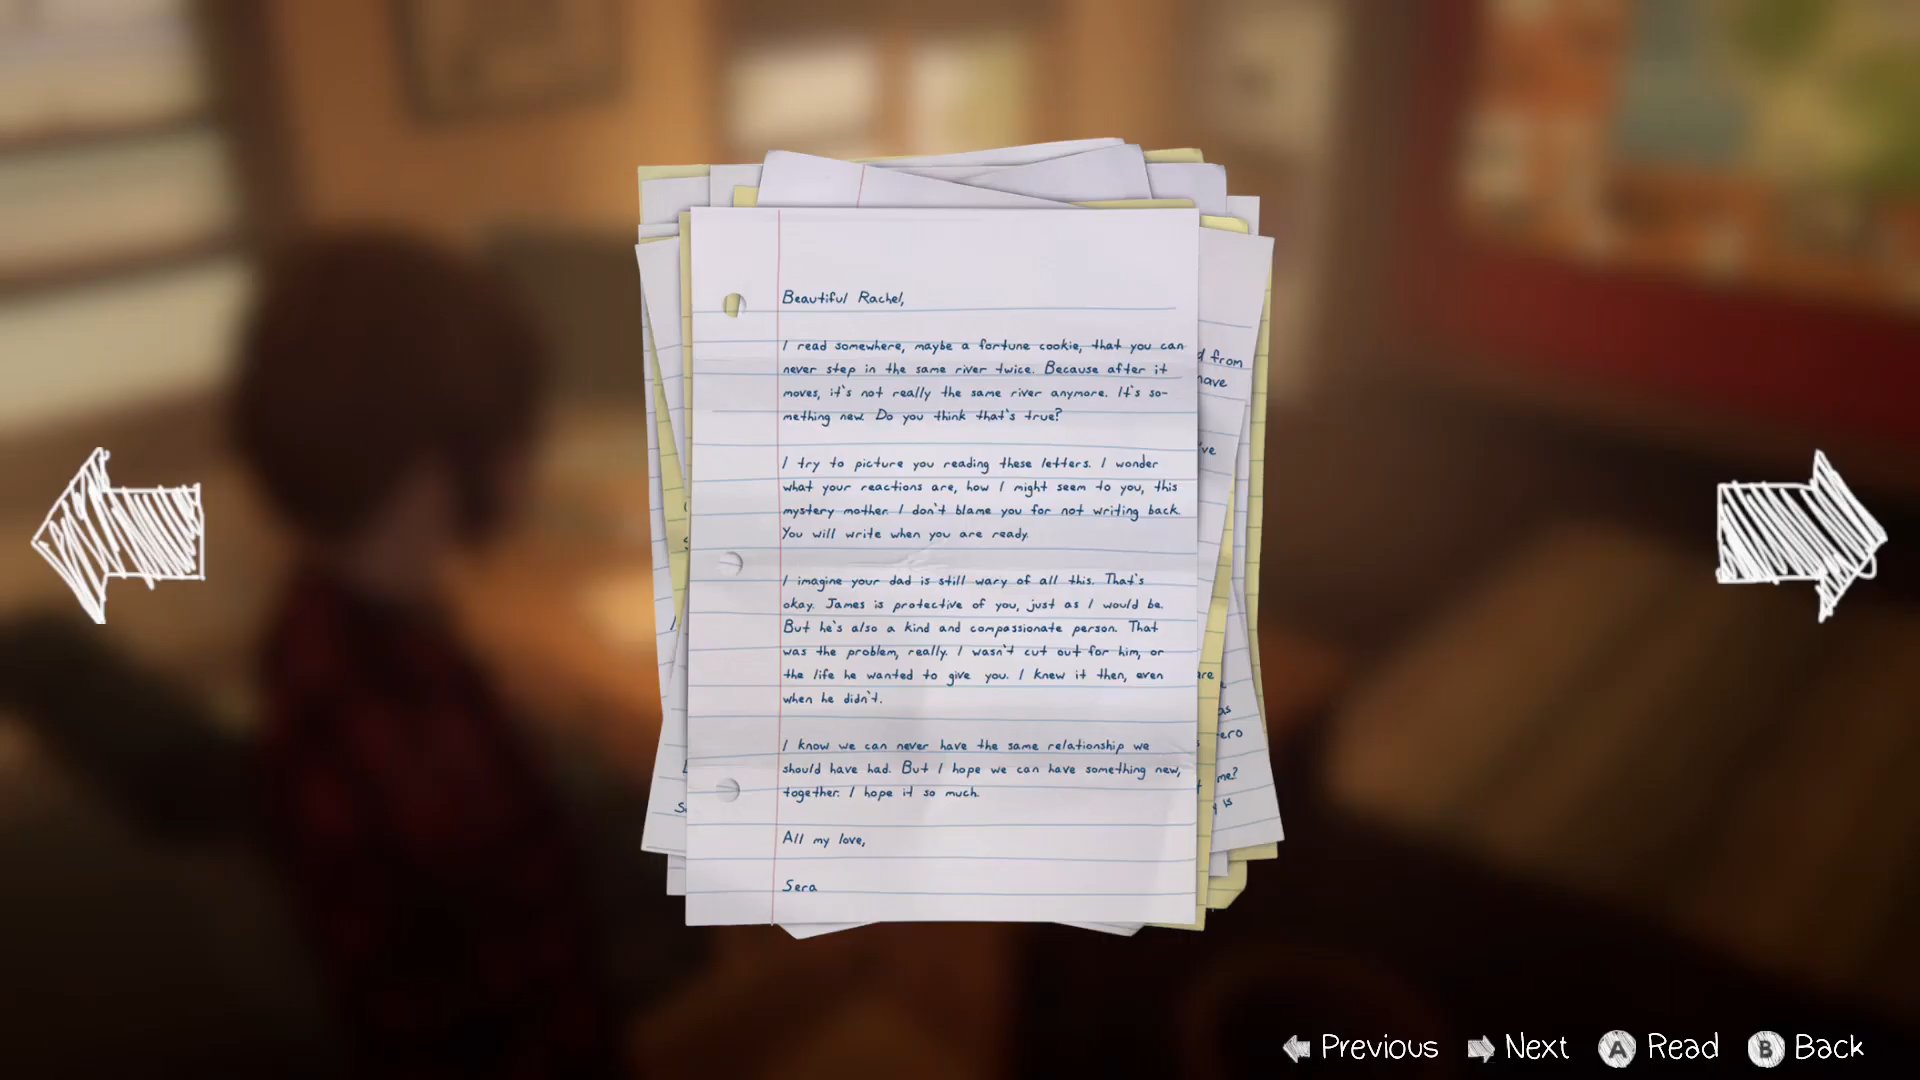 Beautiful Rachel,
I read somewhere, maybe a fortune cookie, that you can
never step in the same river twice. Because after it
moves, it's not really the same river anymore. It's so-
mething new. Do you think that's true?
I try to picture you reading these letters. I wonder
what your reactions are, how I might seem to you, this
mystery mother. I don't blame you for not writing back.
You will write when you are ready.
I imagine your dad is still wary of all this. That's
okay. James is protective of you, just as I would be.
But he's also a kind and compassionate person. That
was the problem, really. I wasn't cut out for him, or
the life he wanted to give you. I knew it then, even
when he didn't.
I know we can never have the same relationship we
should have had. But I hope we can have something new,
together. I hope it so much.
All my love,
Sera
from
have
've
are
as
ero
me?
is
Previous Next A Read B Back